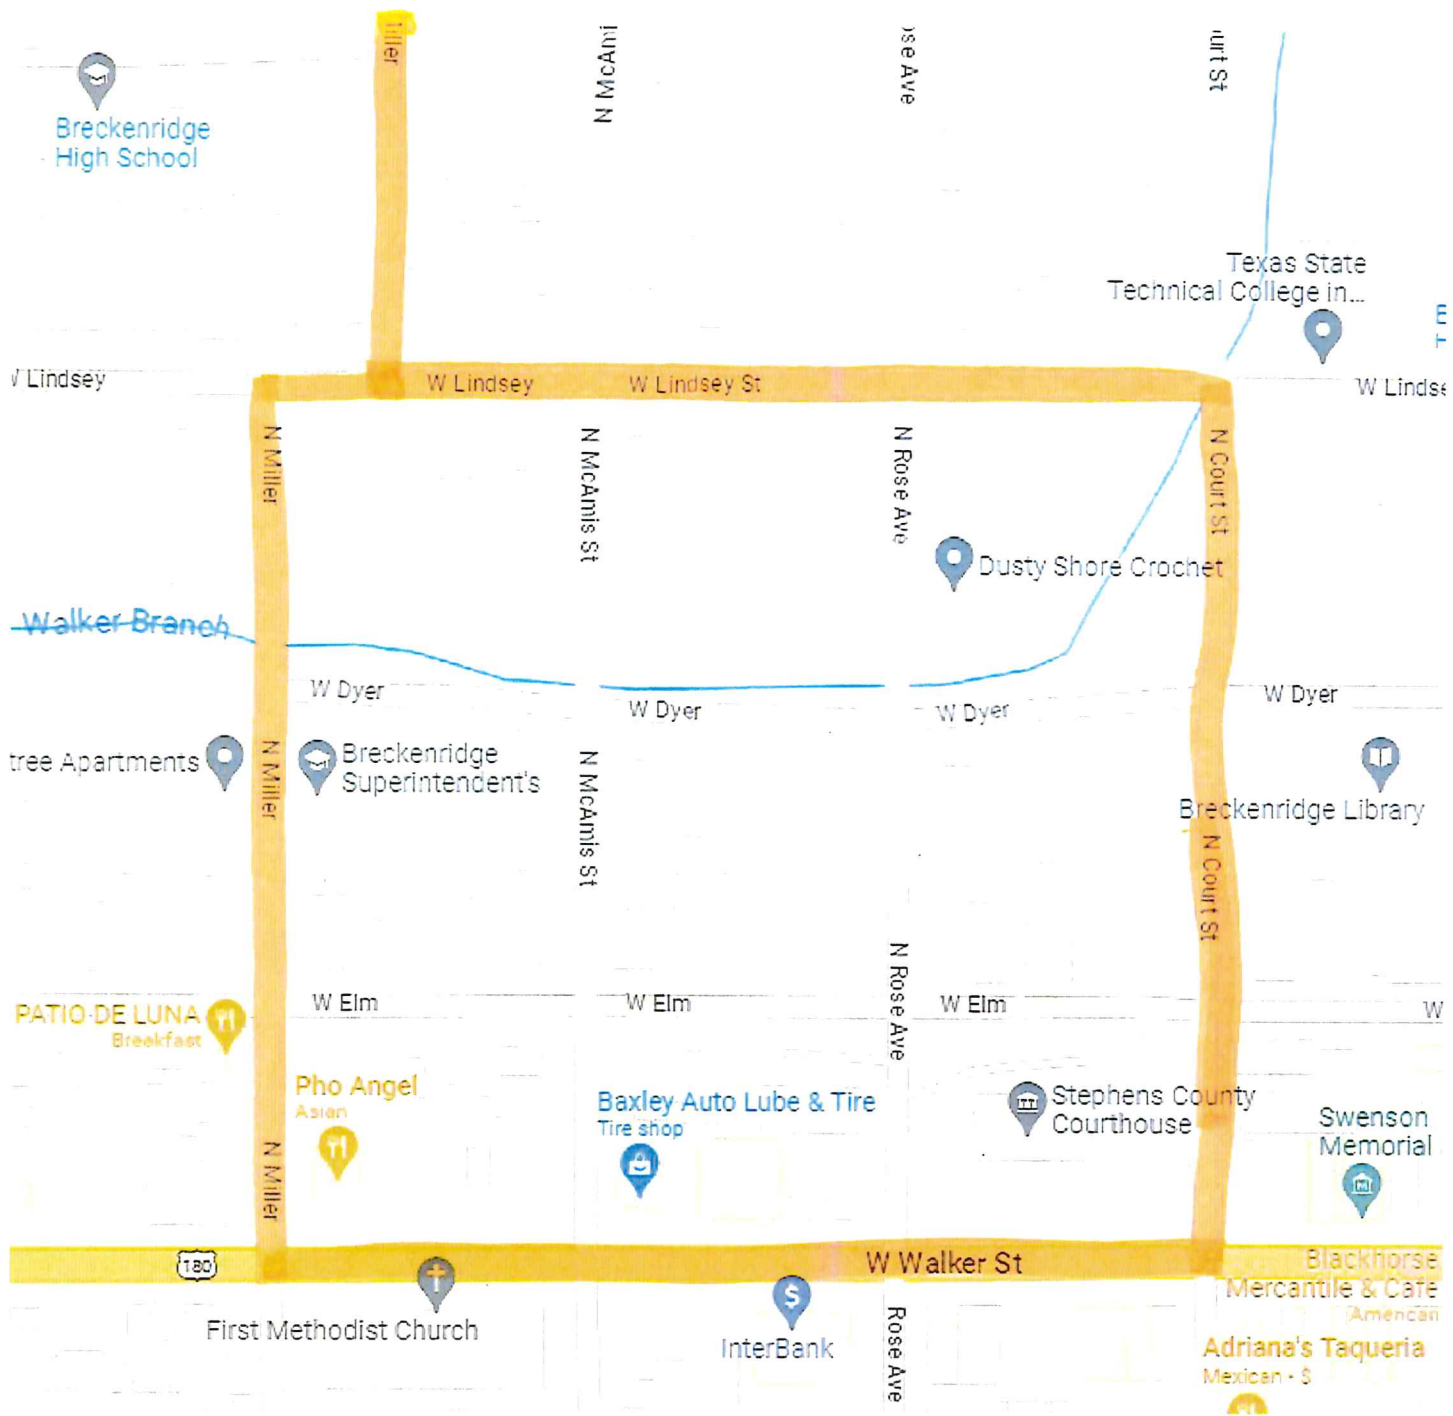 N McAmi
Breckenridge
High School
Texas State
Technical College in...
Lindsey
W Lindsey
W Lindsey St
W Lindse
N Miller
N McAmis St
N Rose Ave
N Court St
Dusty Shore Crochet
Walker Branch
W Dyer
W Dyer
W Dyer
W Dyer
tree Apartments
N Miller
Breckenridge
Superintendent's
N McAmis St
Breckenridge Library
N Court St
PATIO DE LUNA
Breakfast
W Elm
W Elm
N Rose Ave
W Elm
W
Pho Angel
Asian
Baxley Auto Lube & Tire
Tire shop
Stephens County
Courthouse
Swenson
Memorial
N Miller
180
W Walker St
Blackhorse
Mercantile & Cafe
American
First Methodist Church
InterBank
Rose Ave
Adriana's Taqueria
Mexican · $